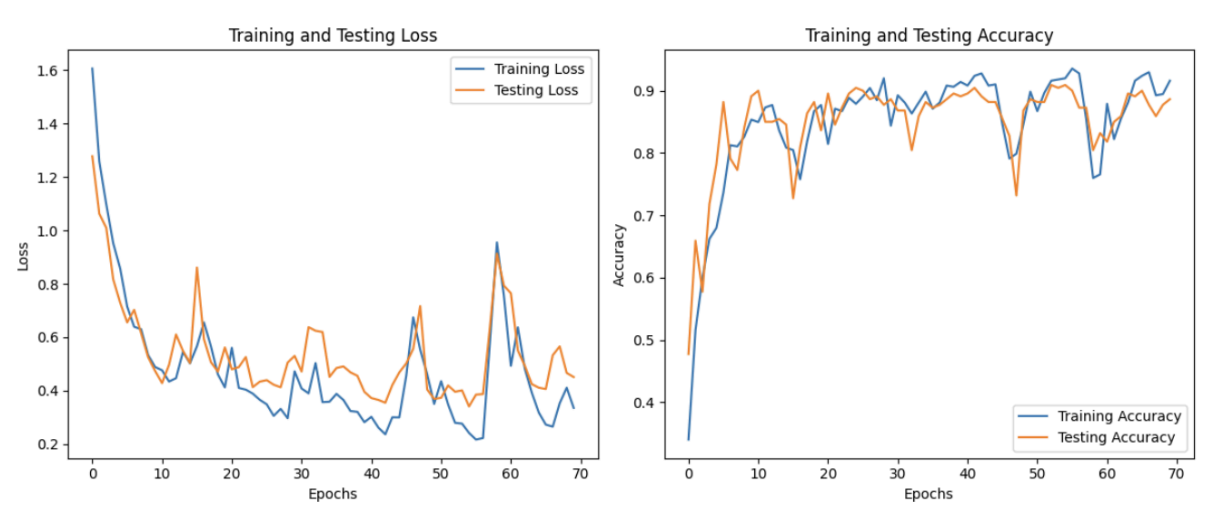 Training and Testing Loss
1.6
1.4
1.2
1.0
0.8
0.6
0.4
0.2
Loss
Training Loss
Testing Loss
0 10 20 30 40 50 60 70
Epochs
Training and Testing Accuracy
0.9
0.8
0.7
0.6
0.5
0.4
Accuracy
Training Accuracy
Testing Accuracy
0 10 20 30 40 50 60 70
Epochs